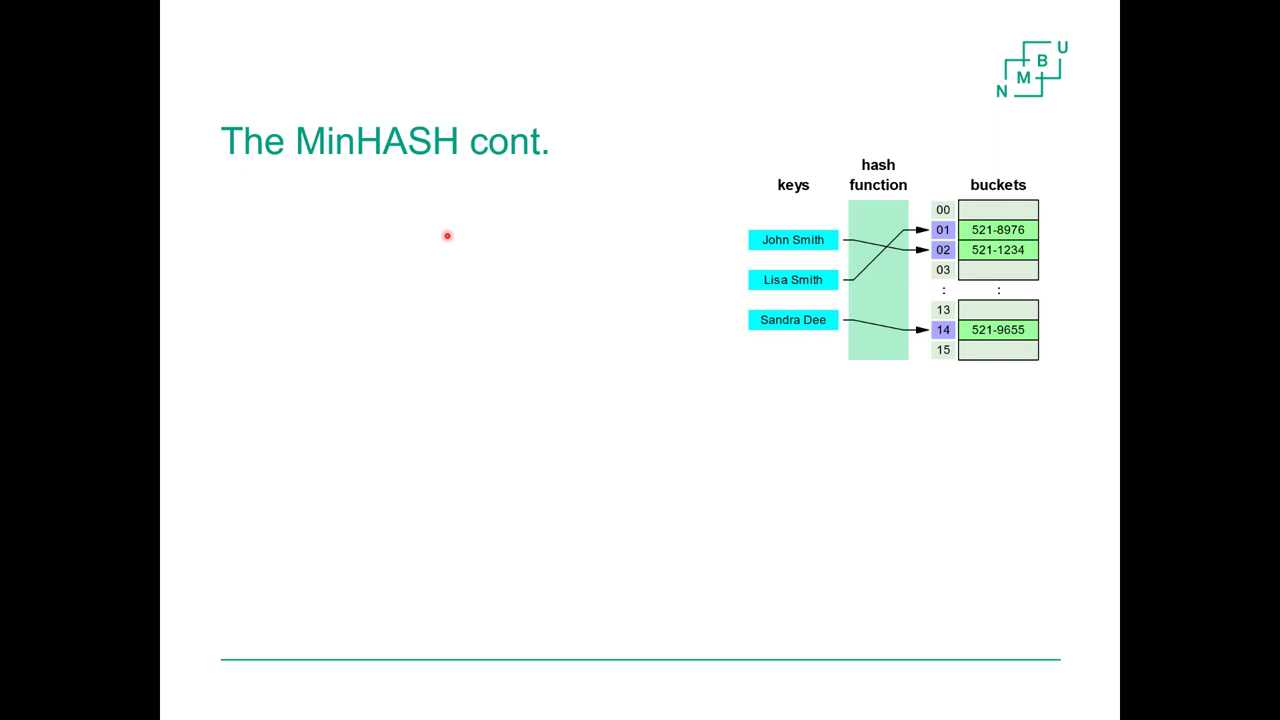 U
B
M
N
The MinHASH cont.
hash
keys function buckets
00
01 521-8976
John Smith
02 521-1234
03
Lisa Smith
: :
13
Sandra Dee
14 521-9655
15